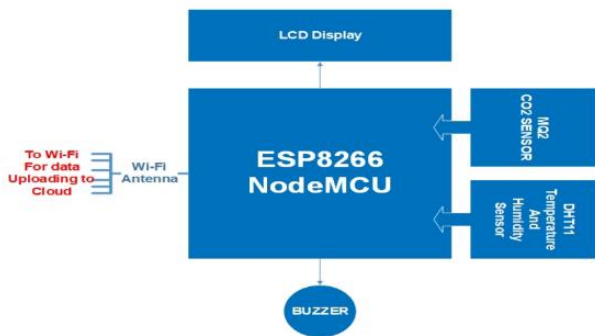 LCD Display
MQ2
CO2 SENSOR
To Wi-Fi
For data
Uploading to
Cloud
Wi-Fi
Antenna
ESP8266
NodeMCU
DHT11
Temperature
And
Humidity
Sensor
BUZZER